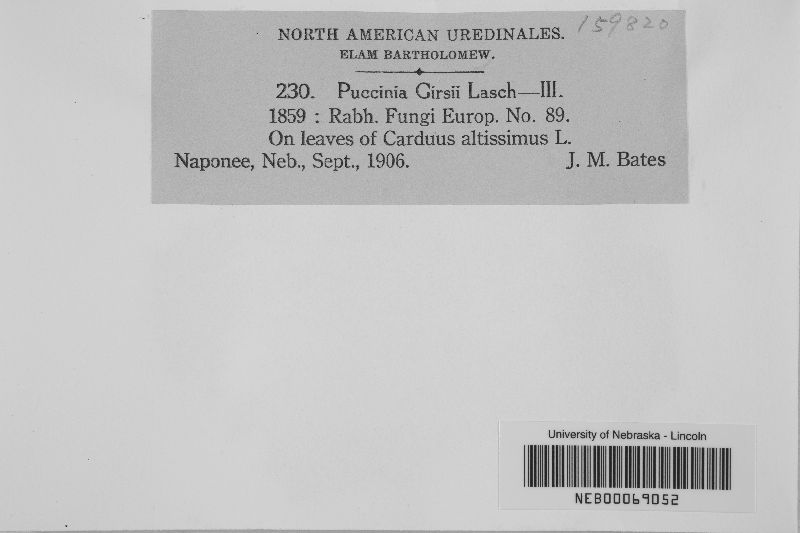 159820
NORTH AMERICAN UREDINALES.
ELAM BARTHOLOMEW.
230. Puccinia Cirsii Lasch—III.
1859 : Rabh. Fungi Europ. No. 89.
On leaves of Carduus altissimus L.
Naponee, Neb., Sept., 1906. J. M. Bates
University of Nebraska - Lincoln
NEB00069052